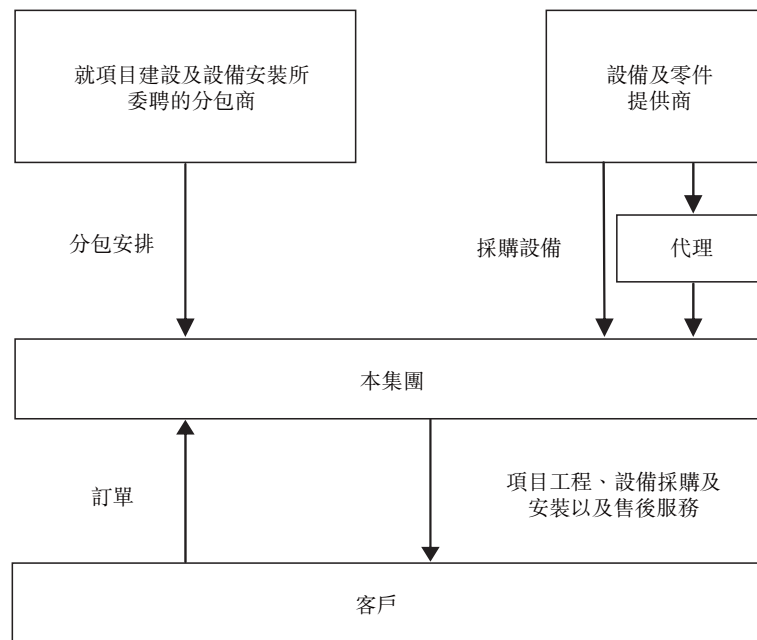 就項目建設及設備安裝所
委聘的分包商
設備及零件
提供商
分包安排
採購設備
代理
本集團
訂單
項目工程、設備採購及
安裝以及售後服務
客戶